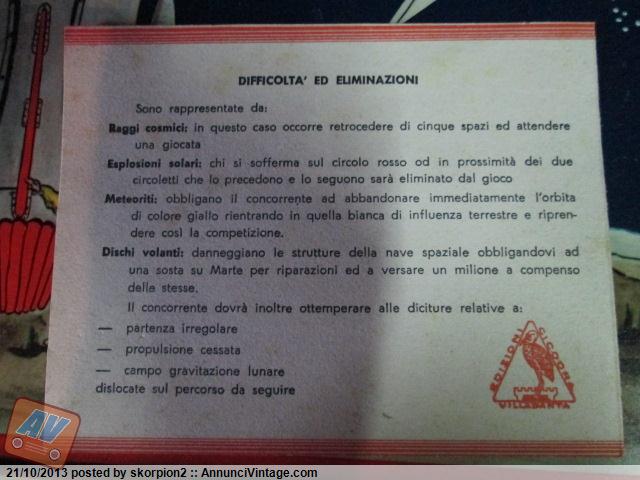 DIFFICOLTA' ED ELIMINAZIONI
Sono rappresentate da:
Raggi cosmici: in questo caso occorre retrocedere di cinque spazi ed attendere
una giocata
Esplosioni solari: chi si sofferma sul circolo rosso od in prossimità dei due
circoletti che lo precedono e lo seguono sarà eliminato dal gioco
Meteoriti: obbligano il concorrente ad abbandonare immediatamente l'orbita
di colore giallo rientrando in quella bianca di influenza terrestre e ripren-
dere così la competizione.
Dischi volanti: danneggiano le strutture della nave spaziale obbligandovi ad
una sosta su Marte per riparazioni ed a versare un milione a compenso
delle stesse.
Il concorrente dovrà inoltre ottemperare alle diciture relative a:
— partenza irregolare
— propulsione cessata
— campo gravitazione lunare
dislocate sul percorso da seguire
EDIZIONI CICOGNA
VILLASANTA
AV
21/10/2013 posted by skorpion2 :: AnnunciVintage.com